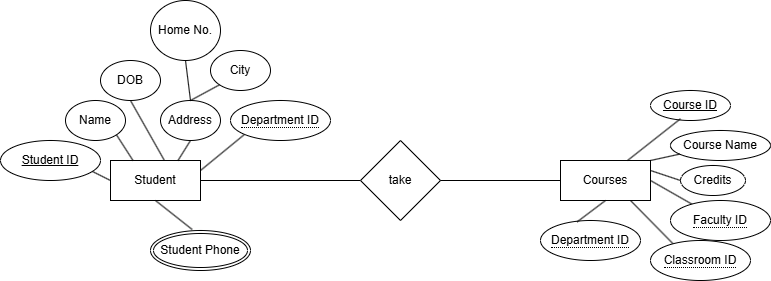 Home No.
City
DOB
Name
Address
Department ID
Student ID
Student
Student Phone
take
Course ID
Course Name
Courses
Credits
Faculty ID
Department ID
Classroom ID